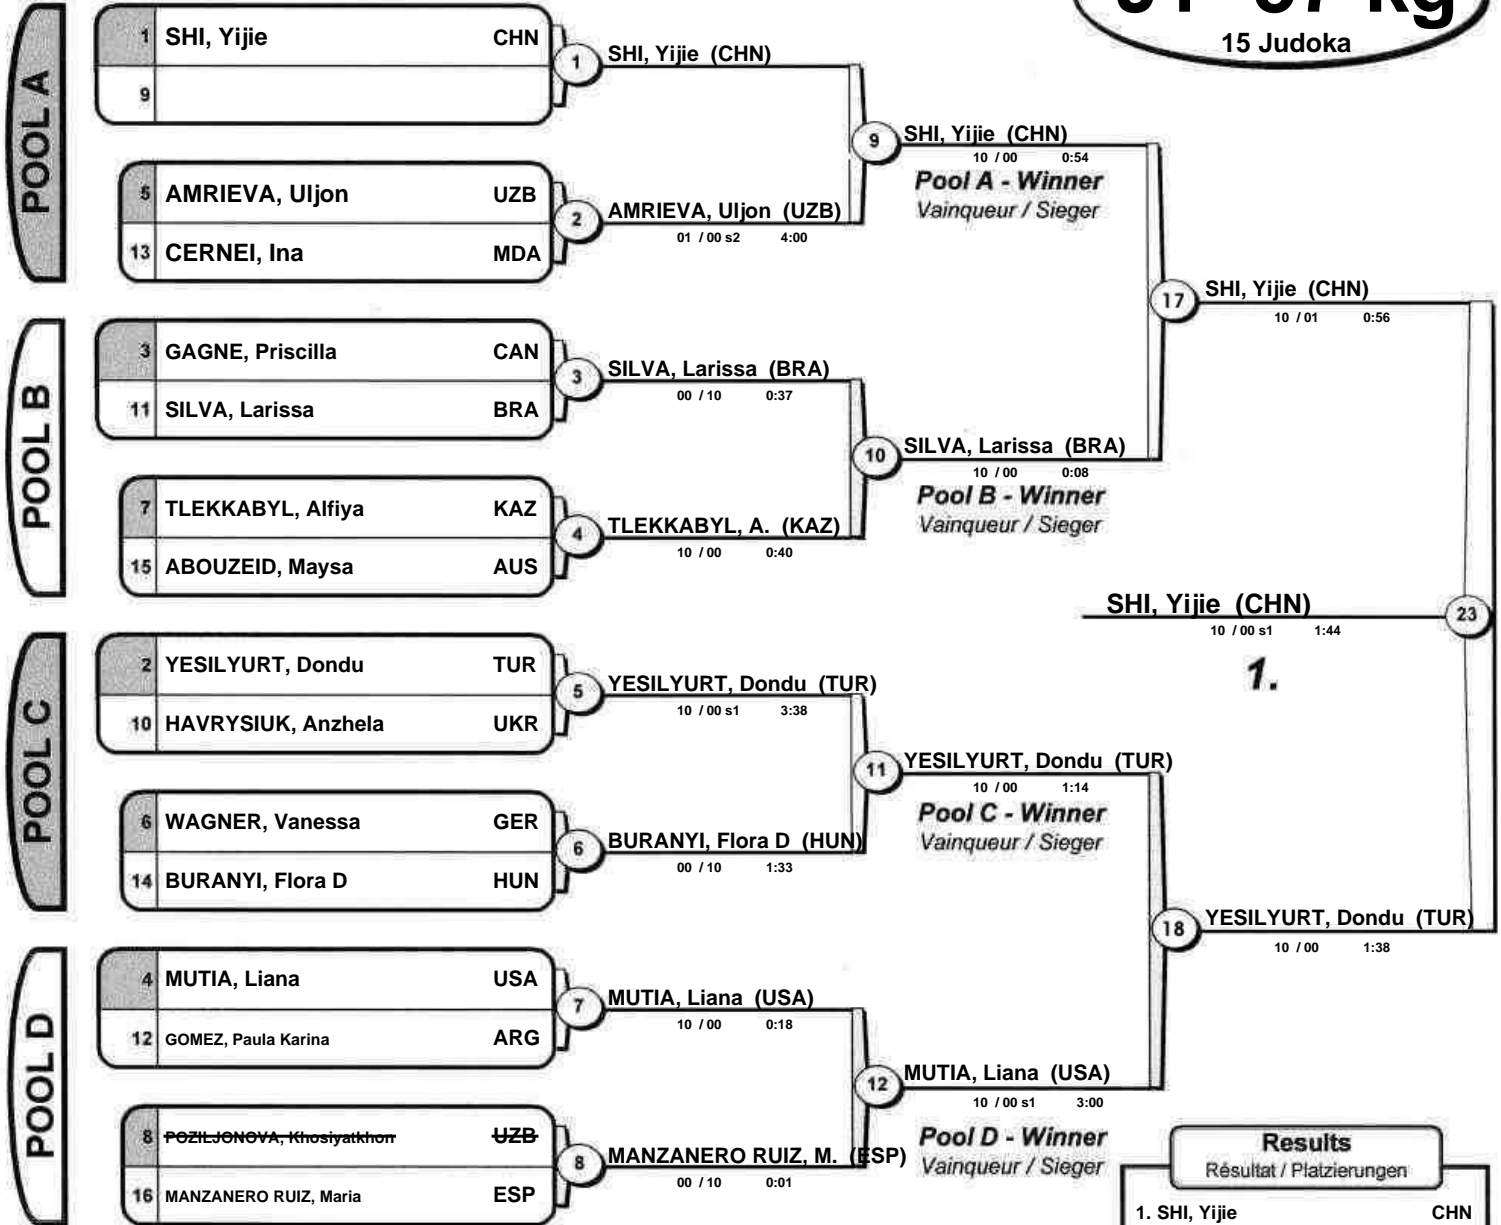 15 Judoka
POOL A
1 SHI, Yijie CHN
9
1
SHI, Yijie (CHN)
5 AMRIEVA, Uljon UZB
13 CERNEI, Ina MDA
2
AMRIEVA, Uljon (UZB)
01 / 00 s2 4:00
9
SHI, Yijie (CHN)
10 / 00 0:54
Pool A - Winner
Vainqueur / Sieger
POOL B
3 GAGNE, Priscilla CAN
11 SILVA, Larissa BRA
3
SILVA, Larissa (BRA)
00 / 10 0:37
7 TLEKKABYL, Alfiya KAZ
15 ABOUZEID, Maysa AUS
4
TLEKKABYL, A. (KAZ)
10 / 00 0:40
10
SILVA, Larissa (BRA)
10 / 00 0:08
Pool B - Winner
Vainqueur / Sieger
17
SHI, Yijie (CHN)
10 / 01 0:56
POOL C
2 YESILYURT, Dondu TUR
10 HAVRYSIUK, Anzhela UKR
5
YESILYURT, Dondu (TUR)
10 / 00 s1 3:38
6 WAGNER, Vanessa GER
14 BURANYI, Flora D HUN
6
BURANYI, Flora D (HUN)
00 / 10 1:33
11
YESILYURT, Dondu (TUR)
10 / 00 1:14
Pool C - Winner
Vainqueur / Sieger
POOL D
4 MUTIA, Liana USA
12 GOMEZ, Paula Karina ARG
7
MUTIA, Liana (USA)
10 / 00 0:18
8 POZILJONOVA, Khosiyatkhon UZB
16 MANZANERO RUIZ, Maria ESP
8
MANZANERO RUIZ, M. (ESP)
00 / 10 0:01
12
MUTIA, Liana (USA)
10 / 00 s1 3:00
Pool D - Winner
Vainqueur / Sieger
18
YESILYURT, Dondu (TUR)
10 / 00 1:38
SHI, Yijie (CHN)
23
10 / 00 s1 1:44
1.
Results
Résultat / Platzierungen
1. SHI, Yijie CHN